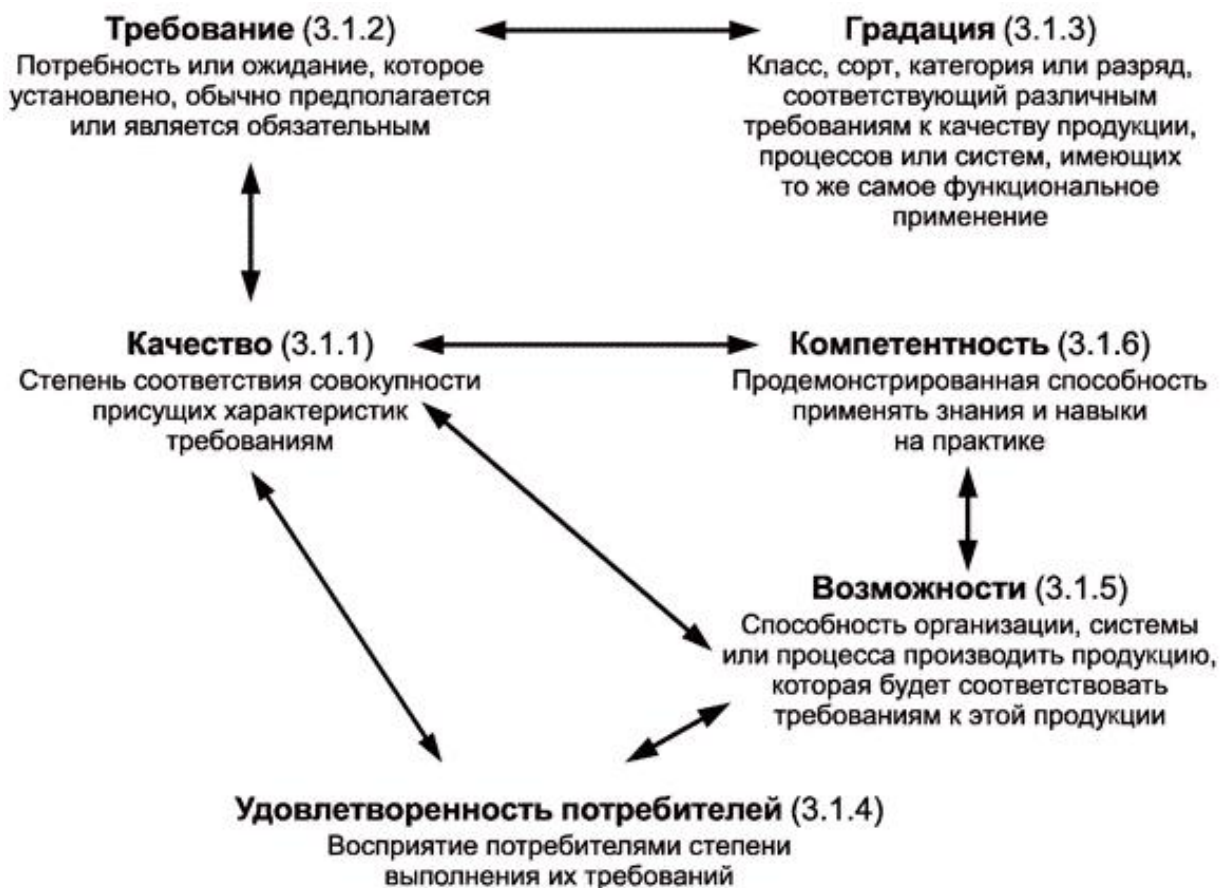 Требование (3.1.2)
Потребность или ожидание, которое
установлено, обычно предполагается
или является обязательным
Градация (3.1.3)
Класс, сорт, категория или разряд,
соответствующий различным
требованиям к качеству продукции,
процессов или систем, имеющих
то же самое функциональное
применение
Качество (3.1.1)
Степень соответствия совокупности
присущих характеристик
требованиям
Компетентность (3.1.6)
Продемонстрированная способность
применять знания и навыки
на практике
Возможности (3.1.5)
Способность организации, системы
или процесса производить продукцию,
которая будет соответствовать
требованиям к этой продукции
Удовлетворенность потребителей (3.1.4)
Восприятие потребителями степени
выполнения их требований